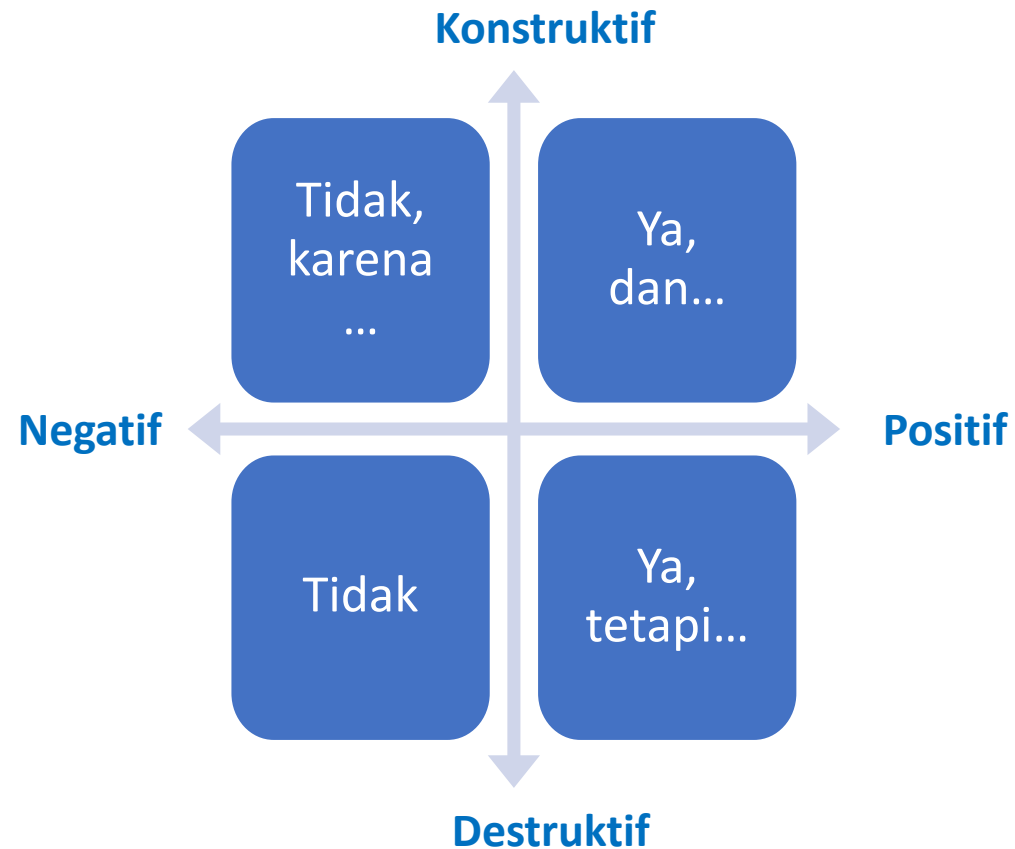 Konstruktif
Tidak,
karena
...
Ya,
dan...
Negatif
Positif
Tidak
Ya,
tetapi...
Destruktif